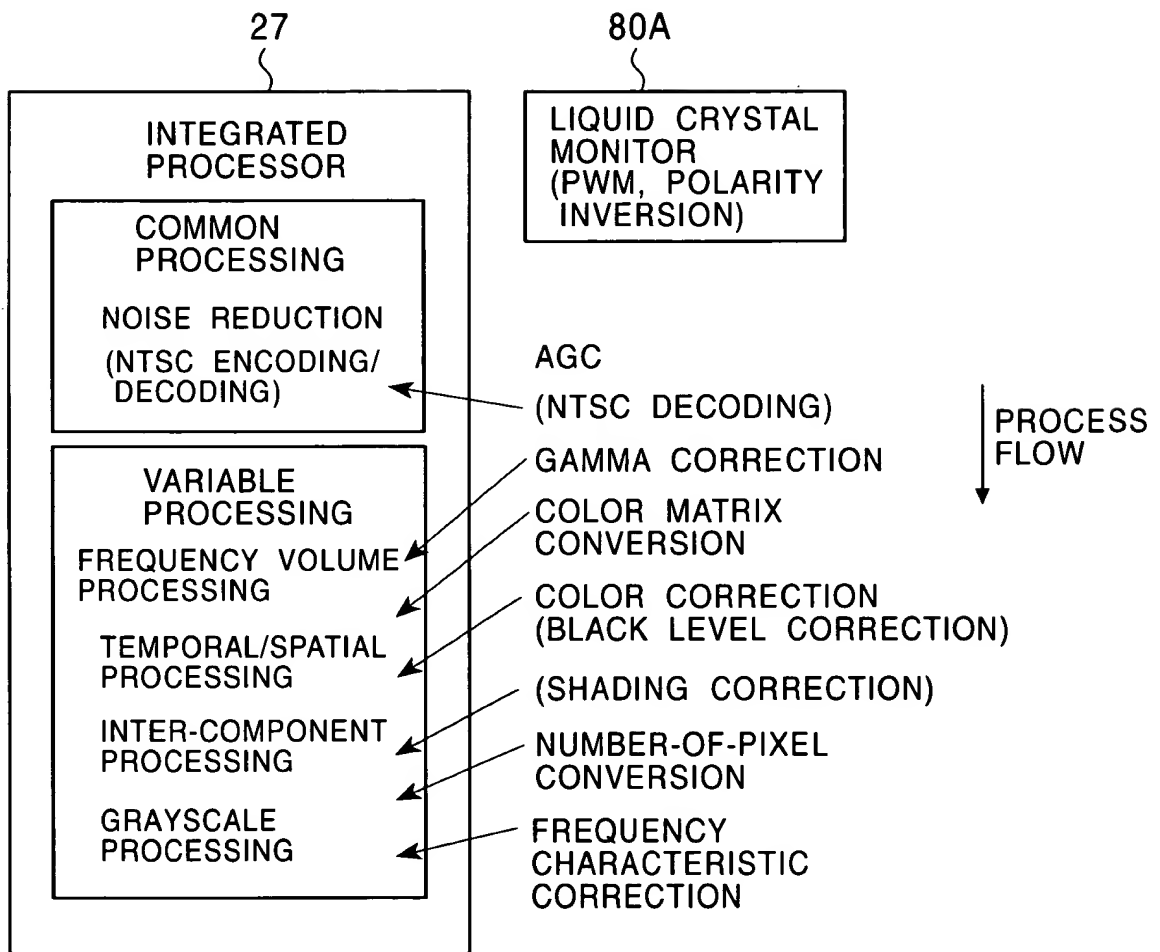 27
80A
INTEGRATED
PROCESSOR
COMMON
PROCESSING
NOISE REDUCTION
(NTSC ENCODING/
DECODING)
VARIABLE
PROCESSING
FREQUENCY VOLUME
PROCESSING
TEMPORAL/SPATIAL
PROCESSING
INTER-COMPONENT
PROCESSING
GRAYSCALE
PROCESSING
LIQUID CRYSTAL
MONITOR
(PWM, POLARITY
INVERSION)
AGC
(NTSC DECODING)
GAMMA CORRECTION
COLOR MATRIX
CONVERSION
COLOR CORRECTION
(BLACK LEVEL CORRECTION)
(SHADING CORRECTION)
NUMBER-OF-PIXEL
CONVERSION
FREQUENCY
CHARACTERISTIC
CORRECTION
PROCESS
FLOW